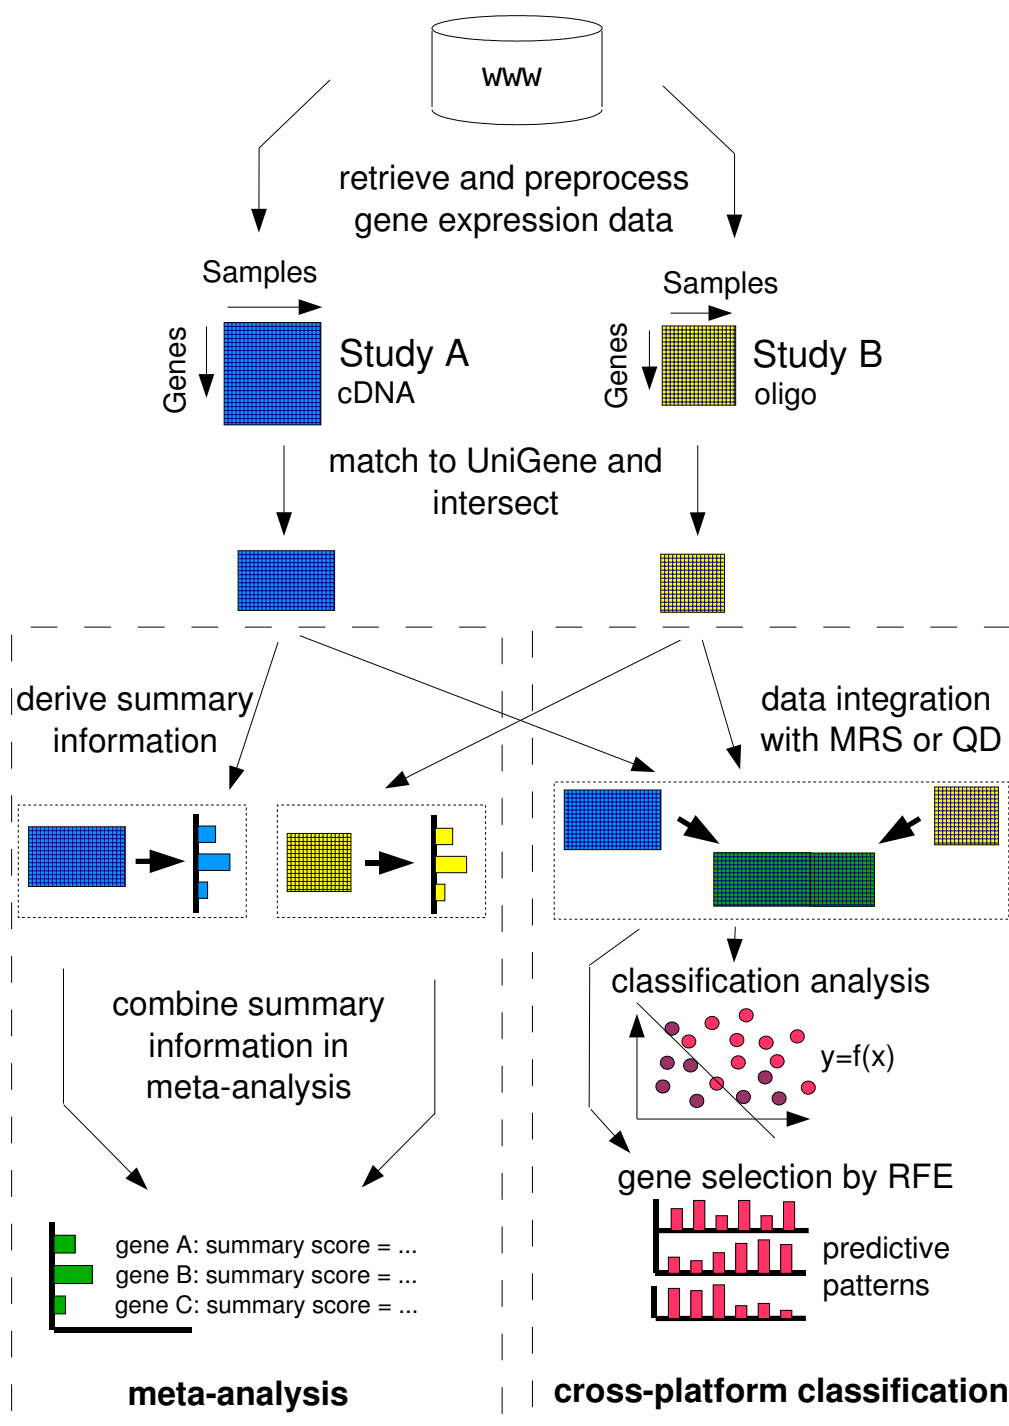 www
retrieve and preprocess
gene expression data
Samples
Genes
Study A
cDNA
Samples
Genes
Study B
oligo
match to UniGene and
intersect
derive summary
information
data integration
with MRS or QD
combine summary
information in
meta-analysis
classification analysis
y=f(x)
gene selection by RFE
predictive
patterns
gene A: summary score = ...
gene B: summary score = ...
gene C: summary score = ...
meta-analysis
cross-platform classification